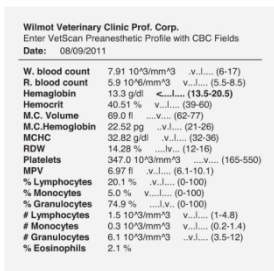 Wilmot Veterinary Clinic Prof. Corp.
Enter VetScan Preanesthetic Profile with CBC Fields
Date: 08/09/2011
W. blood count 7.91 10^3/mm^3 .v..I.... (6-17)
R. blood count 5.9 10^6/mm^3 v...I.... (5.5-8.5)
Hemaglobin 13.3 g/dl <....I.... (13.5-20.5)
Hemocrit 40.51 % v...I.... (39-60)
M.C. Volume 69.0 fl ....v.... (62-77)
M.C.Hemoglobin 22.52 pg ..v.I.... (21-26)
MCHC 32.82 g/dl .v..I.... (32-36)
RDW 14.28 % ....Iv... (12-16)
Platelets 347.0 10^3/mm^3 ....v.... (165-550)
MPV 6.97 fl .v..I.... (6.1-10.1)
% Lymphocytes 20.1 % .v..I.... (0-100)
% Monocytes 5.0 % v....I.... (0-100)
% Granulocytes 74.9 % ....I.v.. (0-100)
# Lymphocytes 1.5 10^3/mm^3 v...I.... (1-4.8)
# Monocytes 0.3 10^3/mm^3 v...I.... (0.2-1.4)
# Granulocytes 6.1 10^3/mm^3 ..v.I.... (3.5-12)
% Eosinophils 2.1 %